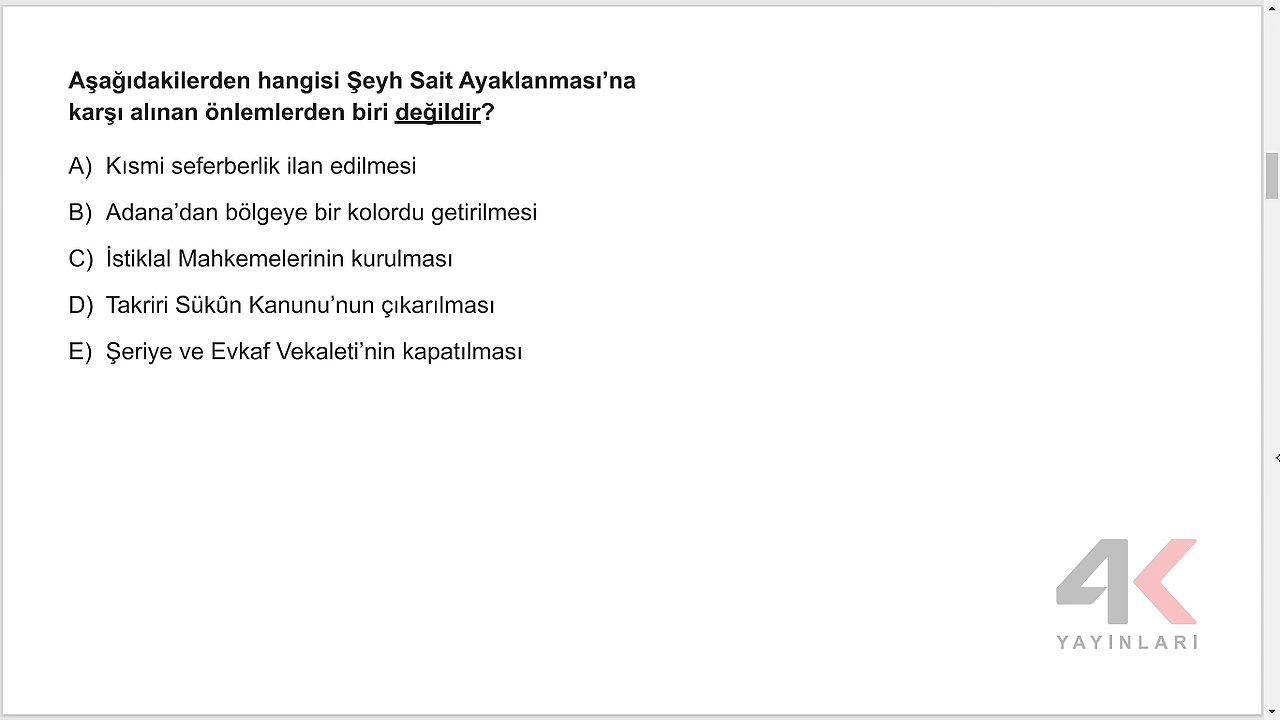 Aşağıdakilerden hangisi Şeyh Sait Ayaklanması’na
karşı alınan önlemlerden biri değildir?
A) Kısmi seferberlik ilan edilmesi
B) Adana’dan bölgeye bir kolordu getirilmesi
C) İstiklal Mahkemelerinin kurulması
D) Takriri Sükûn Kanunu’nun çıkarılması
E) Şeriye ve Evkaf Vekaleti’nin kapatılması
4K
YAYINLARI